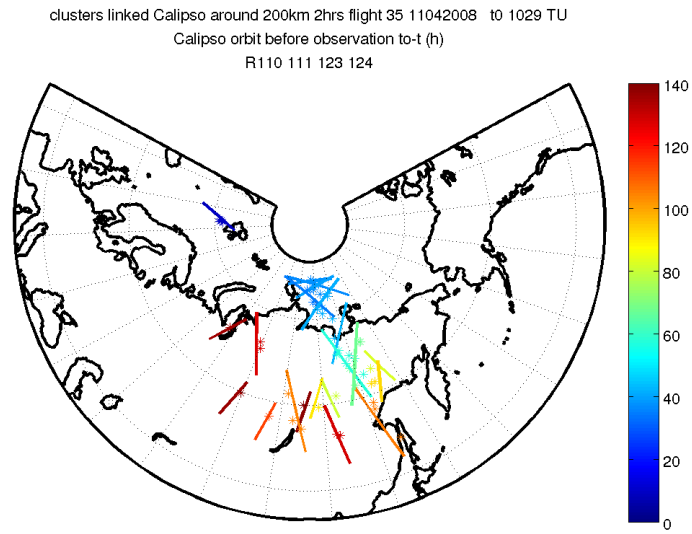 clusters linked Calipso around 200km 2hrs flight 35 11042008 t0 1029 TU
Calipso orbit before observation to-t (h)
R110 111 123 124
140
120
100
80
60
40
20
0